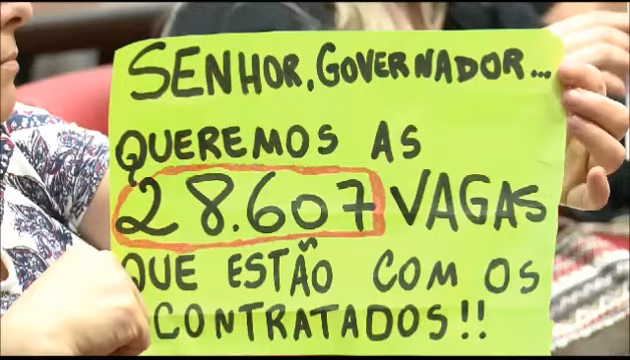 SENHOR, GOVERNADOR...
QUEREMOS AS
28.607 VAGAS
QUE ESTÃO COM OS
CONTRATADOS!!